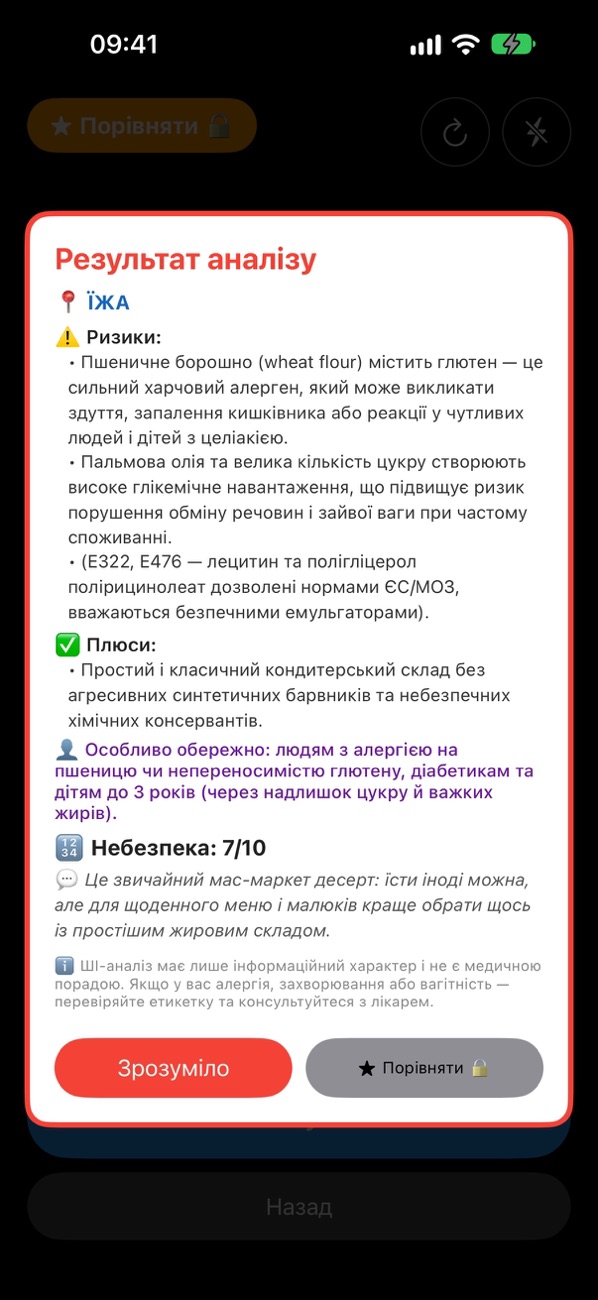 09:41
★ Порівняти 🔒
Результат аналізу
📍 ЇЖА
⚠️ Ризики:
• Пшеничне борошно (wheat flour) містить глютен — це
сильний харчовий алерген, який може викликати
здуття, запалення кишківника або реакції у чутливих
людей і дітей з целіакією.
• Пальмова олія та велика кількість цукру створюють
високе глікемічне навантаження, що підвищує ризик
порушення обміну речовин і зайвої ваги при частому
споживанні.
• (E322, E476 — лецитин та полігліцерол
полірицинолеат дозволені нормами ЄС/МОЗ,
вважаються безпечними емульгаторами).
✅ Плюси:
• Простий і класичний кондитерський склад без
агресивних синтетичних барвників та небезпечних
хімічних консервантів.
👤 Особливо обережно: людям з алергією на
пшеницю чи непереносимістю глютену, діабетикам та
дітям до 3 років (через надлишок цукру й важких
жирів).
🔢 Небезпека: 7/10
💬 Це звичайний мас-маркет десерт: їсти іноді можна,
але для щоденного меню і малюків краще обрати щось
із простішим жировим складом.
ℹ️ ШІ-аналіз має лише інформаційний характер і не є медичною
порадою. Якщо у вас алергія, захворювання або вагітність —
перевіряйте етикетку та консультуйтеся з лікарем.
Зрозуміло
★ Порівняти 🔒
Назад